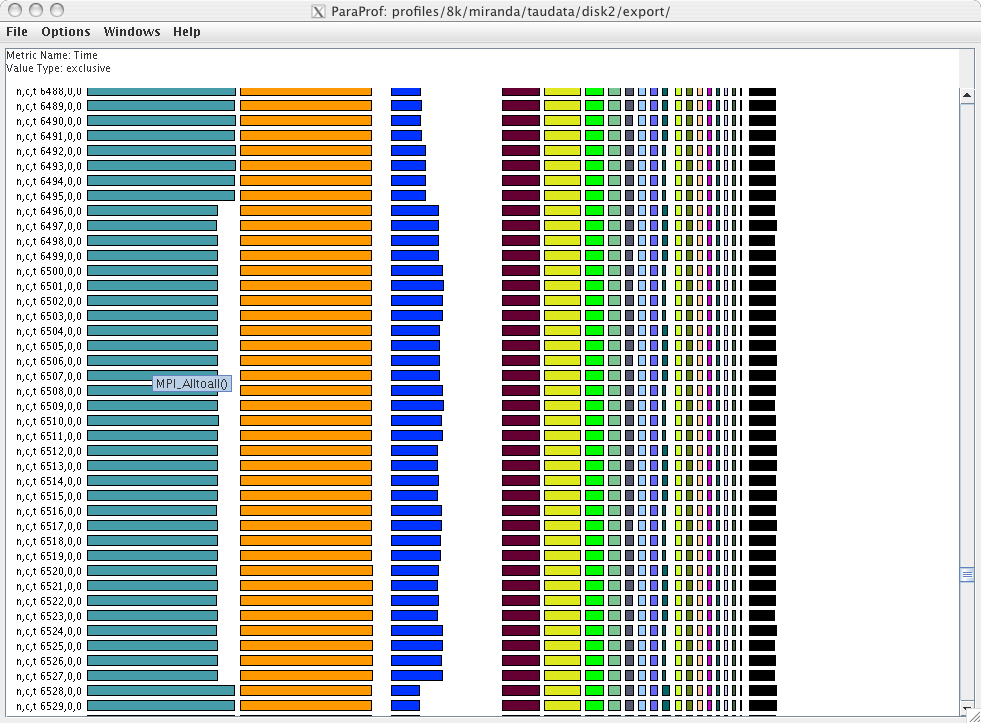 X ParaProf: profiles/8k/miranda/taudata/disk2/export/
File Options Windows Help
Metric Name: Time
Value Type: exclusive
n,c,t 6488,0,0
n,c,t 6489,0,0
n,c,t 6490,0,0
n,c,t 6491,0,0
n,c,t 6492,0,0
n,c,t 6493,0,0
n,c,t 6494,0,0
n,c,t 6495,0,0
n,c,t 6496,0,0
n,c,t 6497,0,0
n,c,t 6498,0,0
n,c,t 6499,0,0
n,c,t 6500,0,0
n,c,t 6501,0,0
n,c,t 6502,0,0
n,c,t 6503,0,0
n,c,t 6504,0,0
n,c,t 6505,0,0
n,c,t 6506,0,0
n,c,t 6507,0,0
MPI_Alltoall()
n,c,t 6508,0,0
n,c,t 6509,0,0
n,c,t 6510,0,0
n,c,t 6511,0,0
n,c,t 6512,0,0
n,c,t 6513,0,0
n,c,t 6514,0,0
n,c,t 6515,0,0
n,c,t 6516,0,0
n,c,t 6517,0,0
n,c,t 6518,0,0
n,c,t 6519,0,0
n,c,t 6520,0,0
n,c,t 6521,0,0
n,c,t 6522,0,0
n,c,t 6523,0,0
n,c,t 6524,0,0
n,c,t 6525,0,0
n,c,t 6526,0,0
n,c,t 6527,0,0
n,c,t 6528,0,0
n,c,t 6529,0,0